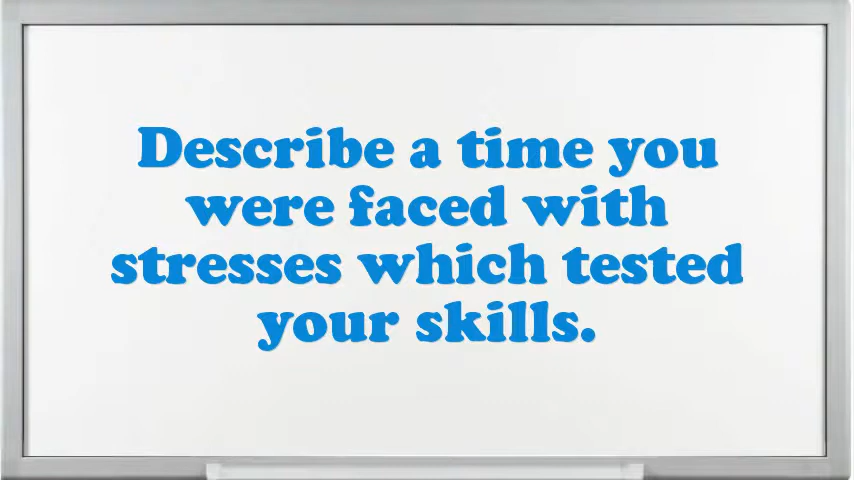 Describe a time you
were faced with
stresses which tested
your skills.